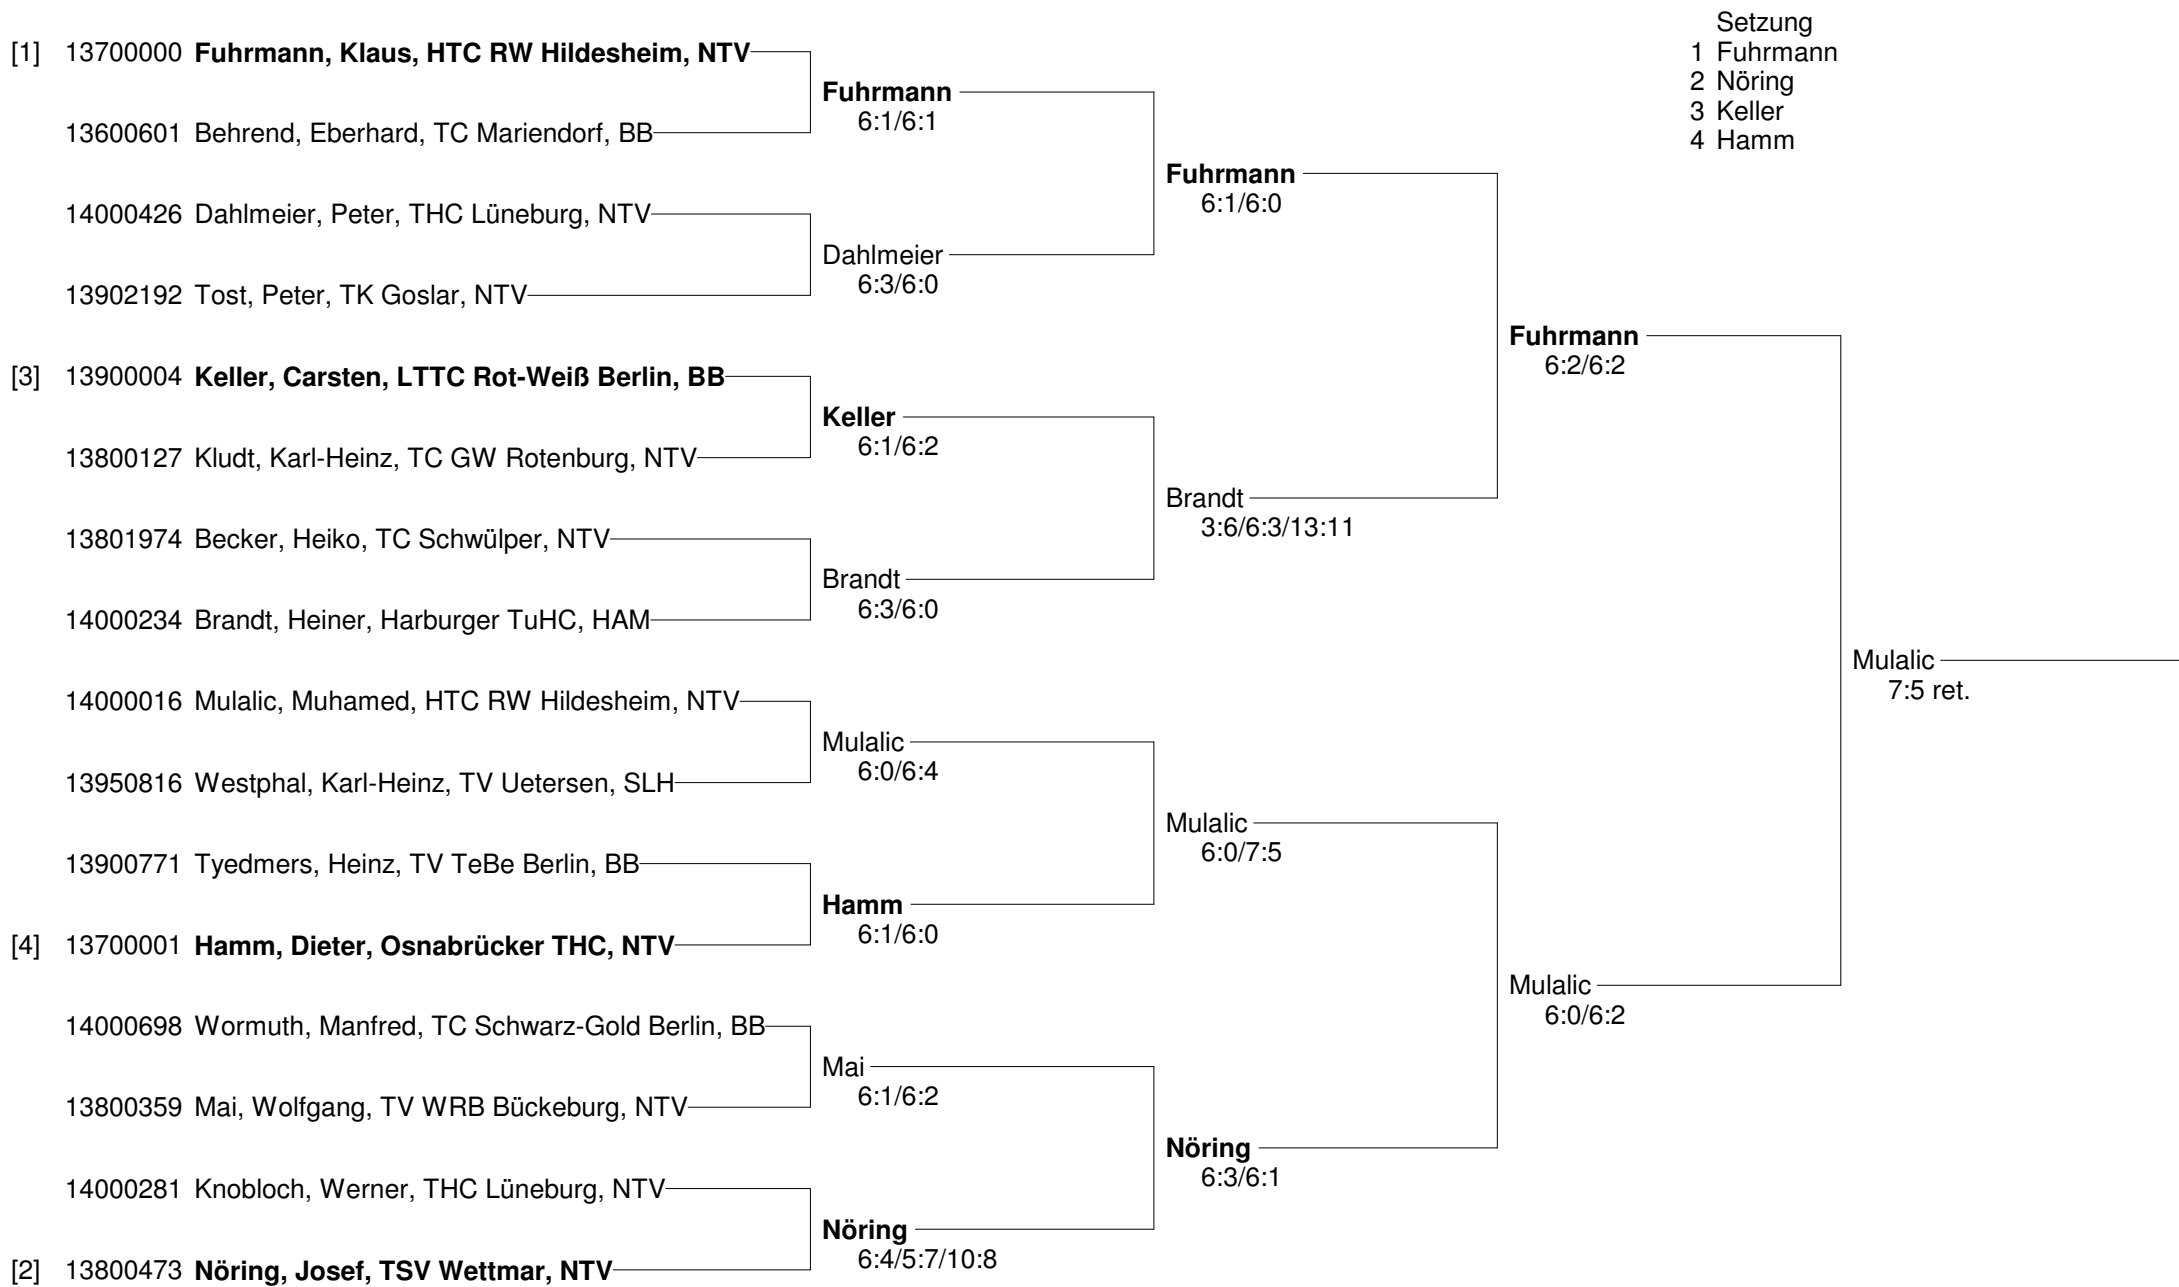 Setzung
1 Fuhrmann
2 Nöring
3 Keller
4 Hamm
[1] 13700000 Fuhrmann, Klaus, HTC RW Hildesheim, NTV
13600601 Behrend, Eberhard, TC Mariendorf, BB
14000426 Dahlmeier, Peter, THC Lüneburg, NTV
13902192 Tost, Peter, TK Goslar, NTV
[3] 13900004 Keller, Carsten, LTTC Rot-Weiß Berlin, BB
13800127 Kludt, Karl-Heinz, TC GW Rotenburg, NTV
13801974 Becker, Heiko, TC Schwülper, NTV
14000234 Brandt, Heiner, Harburger TuHC, HAM
14000016 Mulalic, Muhamed, HTC RW Hildesheim, NTV
13950816 Westphal, Karl-Heinz, TV Uetersen, SLH
13900771 Tyedmers, Heinz, TV TeBe Berlin, BB
[4] 13700001 Hamm, Dieter, Osnabrücker THC, NTV
14000698 Wormuth, Manfred, TC Schwarz-Gold Berlin, BB
13800359 Mai, Wolfgang, TV WRB Bückeburg, NTV
14000281 Knobloch, Werner, THC Lüneburg, NTV
[2] 13800473 Nöring, Josef, TSV Wettmar, NTV
Fuhrmann
6:1/6:1
Dahlmeier
6:3/6:0
Keller
6:1/6:2
Brandt
6:3/6:0
Mulalic
6:0/6:4
Hamm
6:1/6:0
Mai
6:1/6:2
Nöring
6:4/5:7/10:8
Fuhrmann
6:1/6:0
Brandt
3:6/6:3/13:11
Mulalic
6:0/7:5
Nöring
6:3/6:1
Fuhrmann
6:2/6:2
Mulalic
6:0/6:2
Mulalic
7:5 ret.